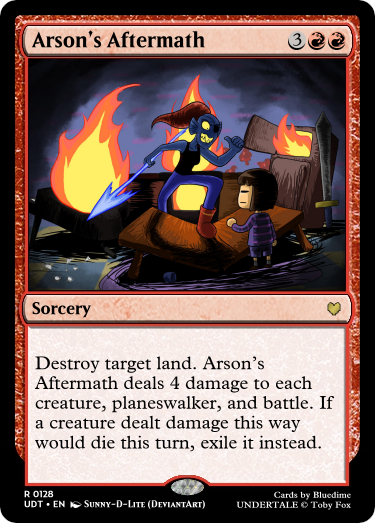 Arson's Aftermath 3
Sorcery
Destroy target land. Arson's
Aftermath deals 4 damage to each
creature, planeswalker, and battle. If
a creature dealt damage this way
would die this turn, exile it instead.
R 0128 Cards by Bluedime
UDT • EN SUNNY-D-LITE (DEVIANTART) UNDERTALE © Toby Fox